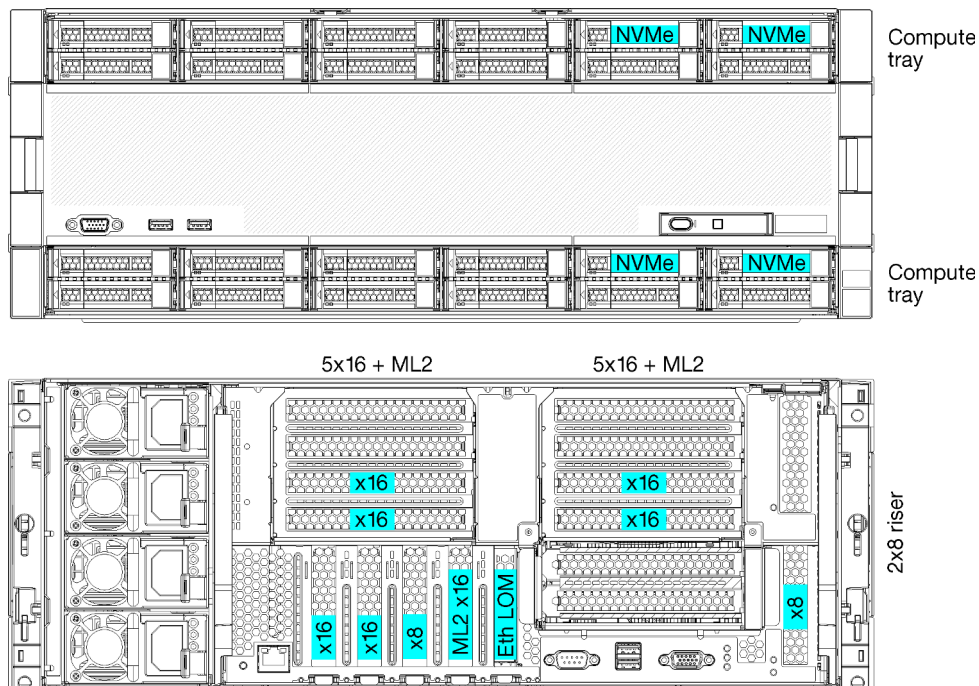 NVMe NVMe
Compute
tray
NVMe NVMe
Compute
tray
5x16 + ML2 5x16 + ML2
x16 x16
x16 x16
x16 x16 x8 ML2 x16 Eth LOM x8
2x8 riser